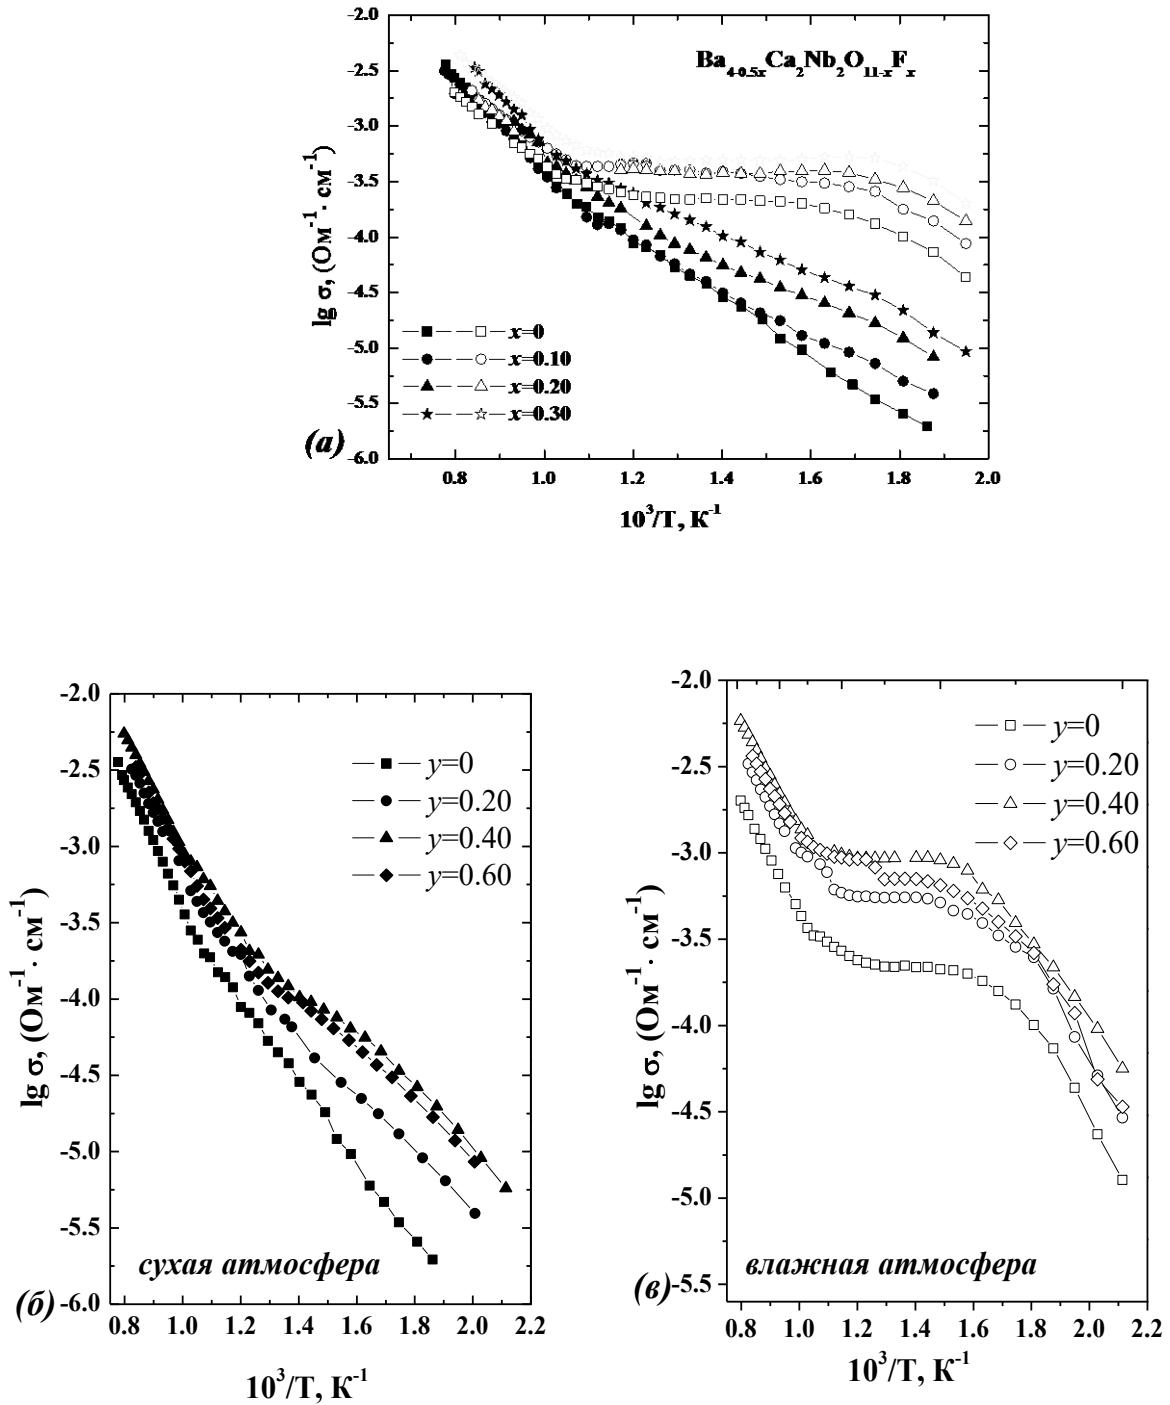 Ba4-0.5xCa2Nb2O11-xFx
-2.0
-2.5
-3.0
-3.5
-4.0
-4.5
-5.0
-5.5
-6.0
lg σ, (Ом⁻¹· см⁻¹)
x=0
x=0.10
x=0.20
x=0.30
(а)
0.8 1.0 1.2 1.4 1.6 1.8 2.0
10³/T, K⁻¹
-2.0
-2.5
-3.0
-3.5
-4.0
-4.5
-5.0
-5.5
-6.0
lg σ, (Ом⁻¹· см⁻¹)
y=0
y=0.20
y=0.40
y=0.60
сухая атмосфера
(б)
0.8 1.0 1.2 1.4 1.6 1.8 2.0 2.2
10³/T, K⁻¹
-2.0
-2.5
-3.0
-3.5
-4.0
-4.5
-5.0
-5.5
lg σ, (Ом⁻¹· см⁻¹)
y=0
y=0.20
y=0.40
y=0.60
влажная атмосфера
(в)
0.8 1.0 1.2 1.4 1.6 1.8 2.0 2.2
10³/T, K⁻¹